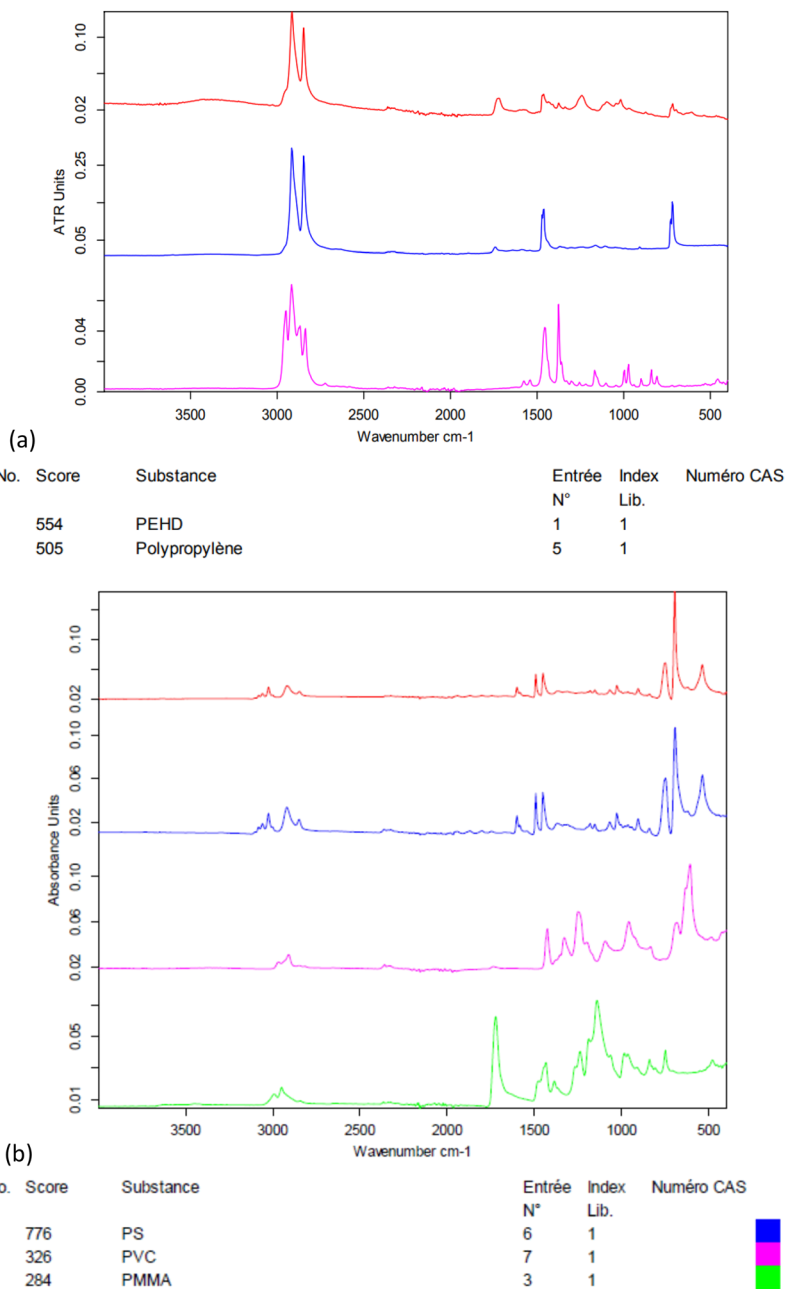 0.10
0.02
0.25
0.05
0.04
0.00
ATR Units
3500 3000 2500 2000 1500 1000 500
Wavenumber cm-1
(a)
No. Score Substance Entrée Index Numéro CAS
N° Lib.
554 PEHD 1 1
505 Polypropylène 5 1
0.10
0.02
0.10
0.06
0.02
0.10
0.06
0.02
0.05
0.01
Absorbance Units
3500 3000 2500 2000 1500 1000 500
Wavenumber cm-1
(b)
o. Score Substance Entrée Index Numéro CAS
N° Lib.
776 PS 6 1
326 PVC 7 1
284 PMMA 3 1